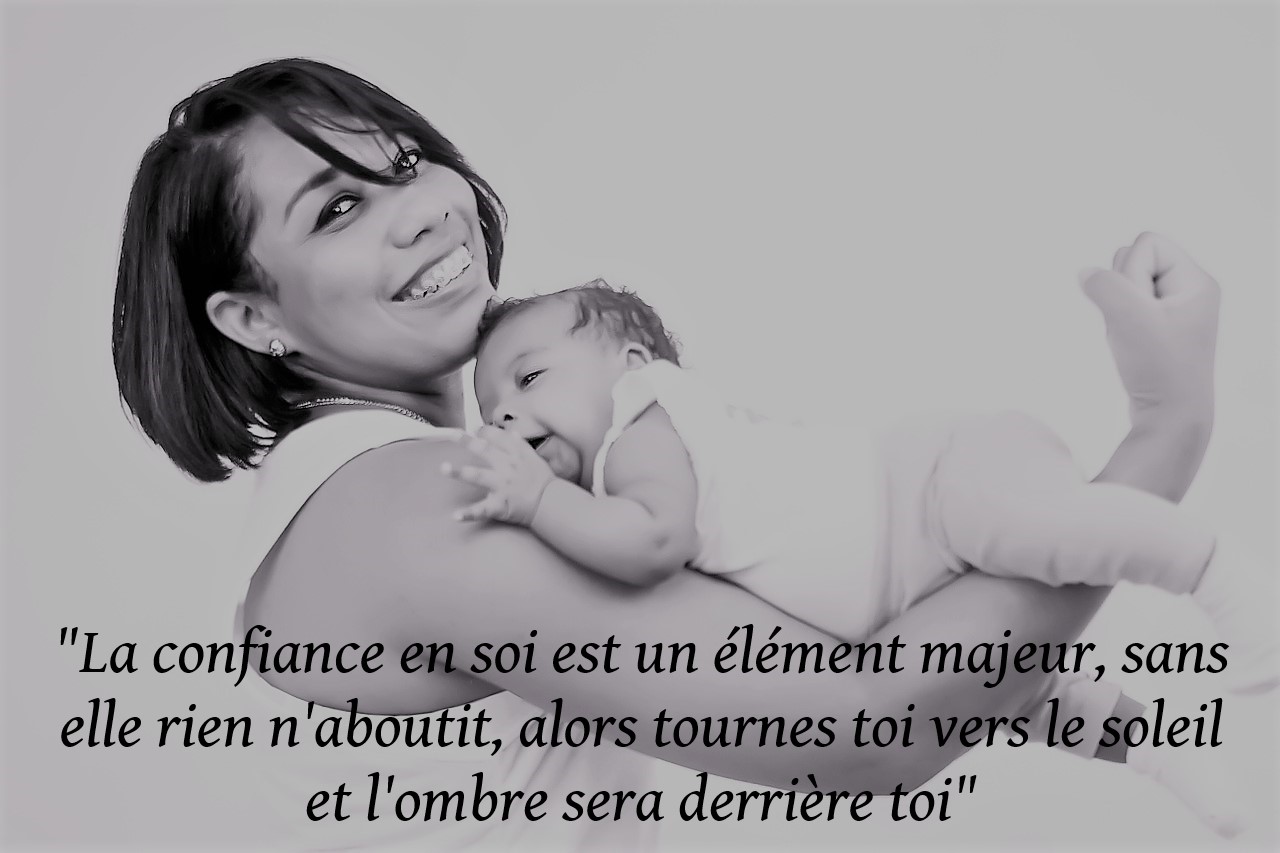 "La confiance en soi est un élément majeur, sans
elle rien n'aboutit, alors tournes toi vers le soleil
et l'ombre sera derrière toi"